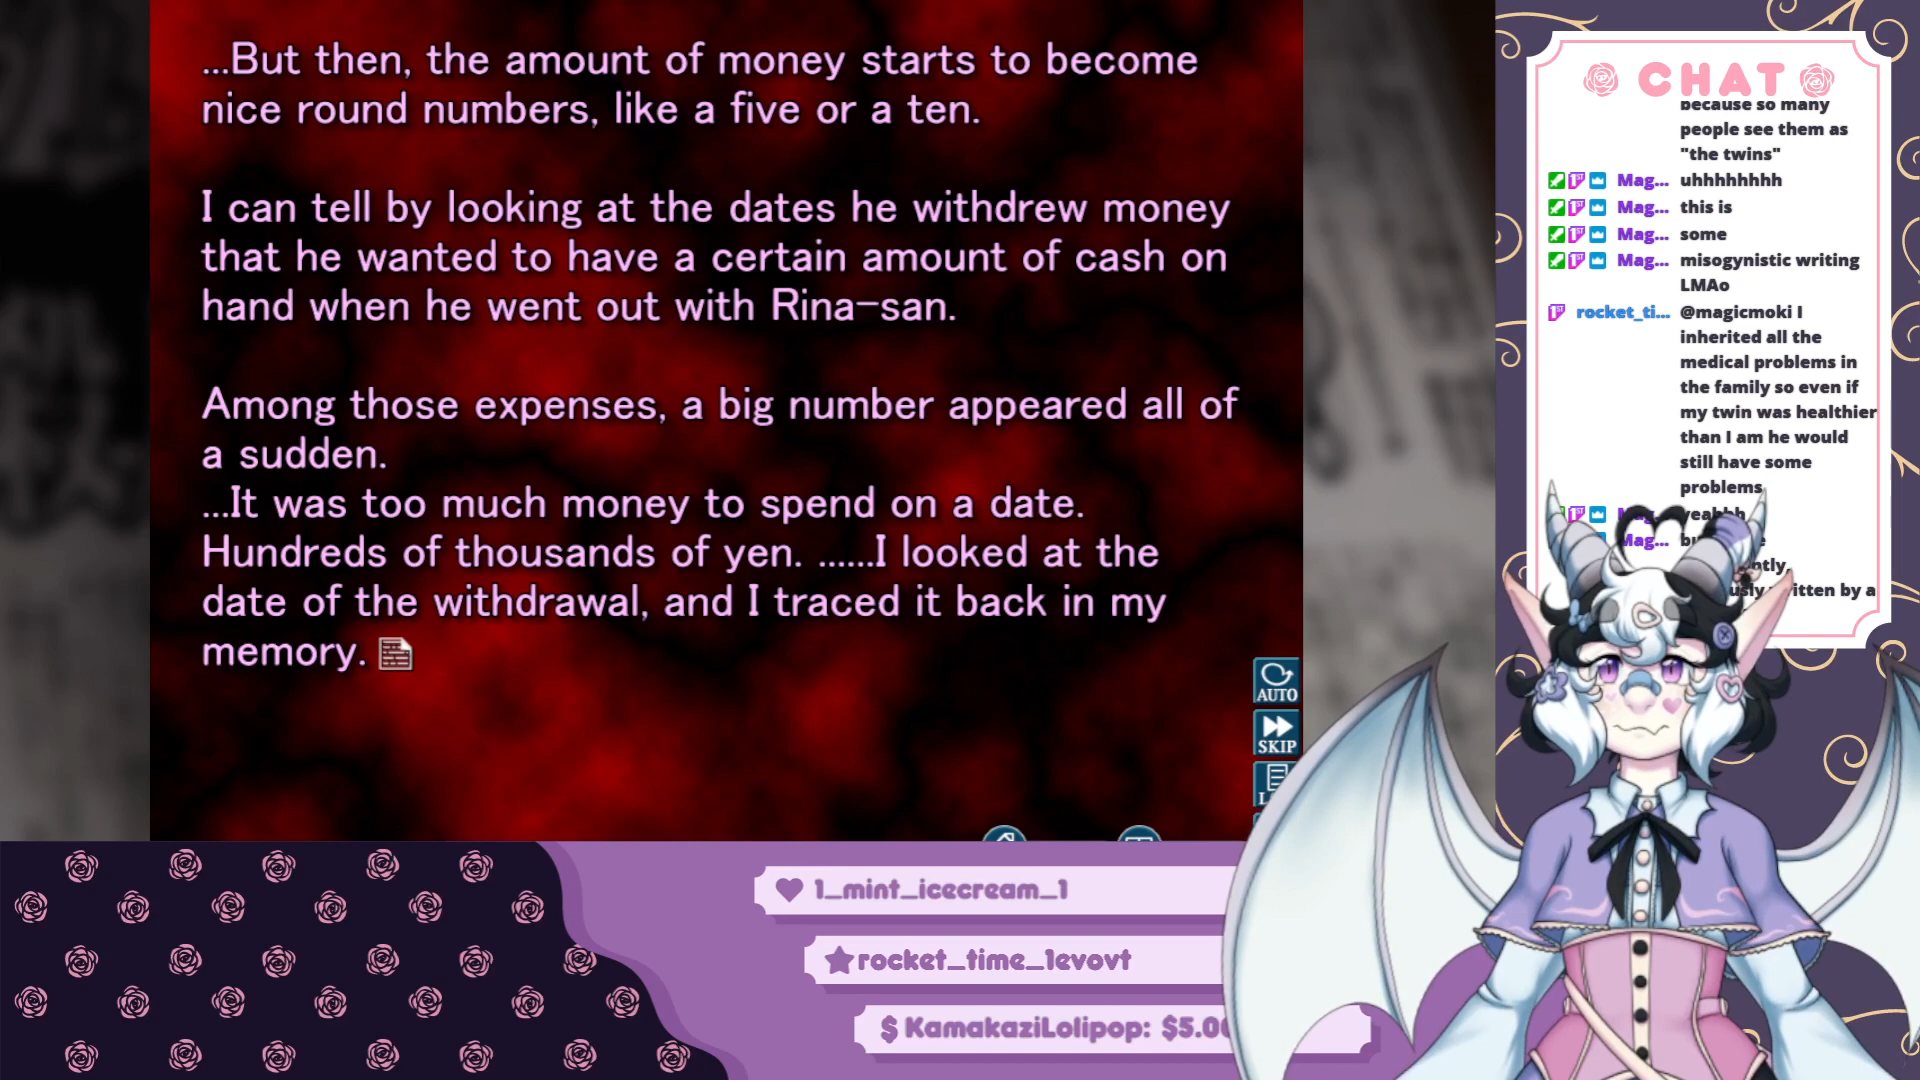 ...But then, the amount of money starts to become
nice round numbers, like a five or a ten.
I can tell by looking at the dates he withdrew money
that he wanted to have a certain amount of cash on
hand when he went out with Rina-san.
Among those expenses, a big number appeared all of
a sudden.
...It was too much money to spend on a date.
Hundreds of thousands of yen. ......I looked at the
date of the withdrawal, and I traced it back in my
memory.
AUTO
SKIP
CHAT
because so many
people see them as
"the twins"
Mag... uhhhhhhhh
Mag... this is
Mag... some
Mag... misogynistic writing
LMAo
rocket_ti... @magicmoki I
inherited all the
medical problems in
the family so even if
my twin was healthier
than I am he would
still have some
problems
Mag... yeahhh
Mag...
by a
1_mint_icecream_1
rocket_time_1evovt
$ KamakaziLolipop: